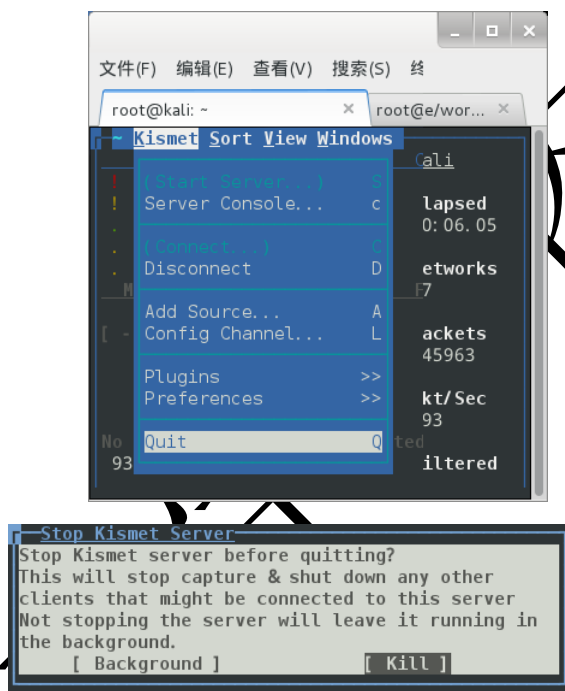 文件(F) 编辑(E) 查看(V) 搜索(S)
root@kali: ~ × root@e/wor... ×
~ Kismet Sort View Windows
ali
! (Start Server...) S
! Server Console... c lapsed
0:06.05
(Connect...) C
Disconnect D etworks
7
Add Source... A
[ - Config Channel... L ackets
45963
Plugins >>
Preferences >> kt/Sec
93
No Quit Q ted
93 iltered
Stop Kismet Server
Stop Kismet server before quitting?
This will stop capture & shut down any other
clients that might be connected to this server
Not stopping the server will leave it running in
the background.
[ Background ] [ Kill ]